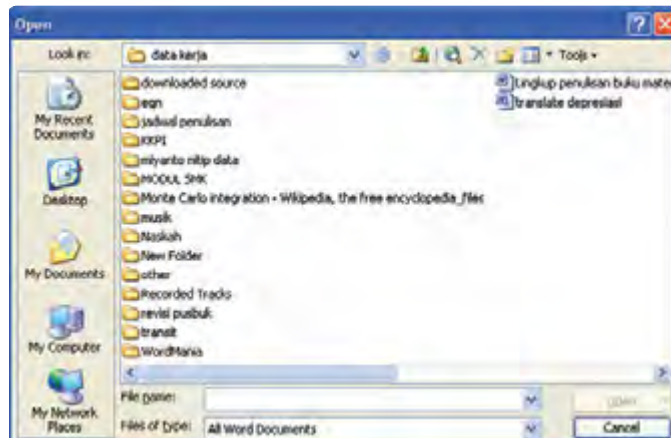 Open
Look in:
data kerja
Tools
My Recent
Documents
Desktop
My Documents
My Computer
My Network
Places
downloaded source
eqn
jadwal penulisan
KKPI
miyanto nitip data
MODUL SMK
Monte Carlo integration - Wikipedia, the free encyclopedia_files
musik
Naskah
New Folder
other
Recorded Tracks
revisi pusbuk
transit
WordMania
Lingkup penulisan buku mate
translate depresiasi
File name:
Files of type:
All Word Documents
Open
Cancel